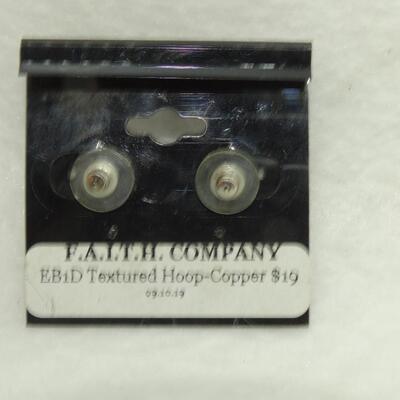 F.A.I.T.H. COMPANY
EB1D Textured Hoop-Copper $19
09.10.19